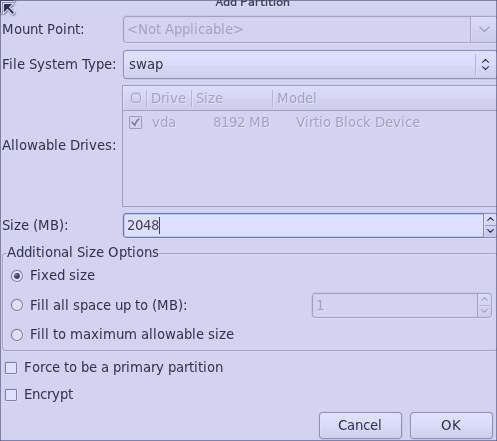 Add Partition
Mount Point: <Not Applicable>
File System Type: swap
Drive Size Model
vda 8192 MB Virtio Block Device
Allowable Drives:
Size (MB): 2048
Additional Size Options
Fixed size
Fill all space up to (MB): 1
Fill to maximum allowable size
Force to be a primary partition
Encrypt
Cancel OK